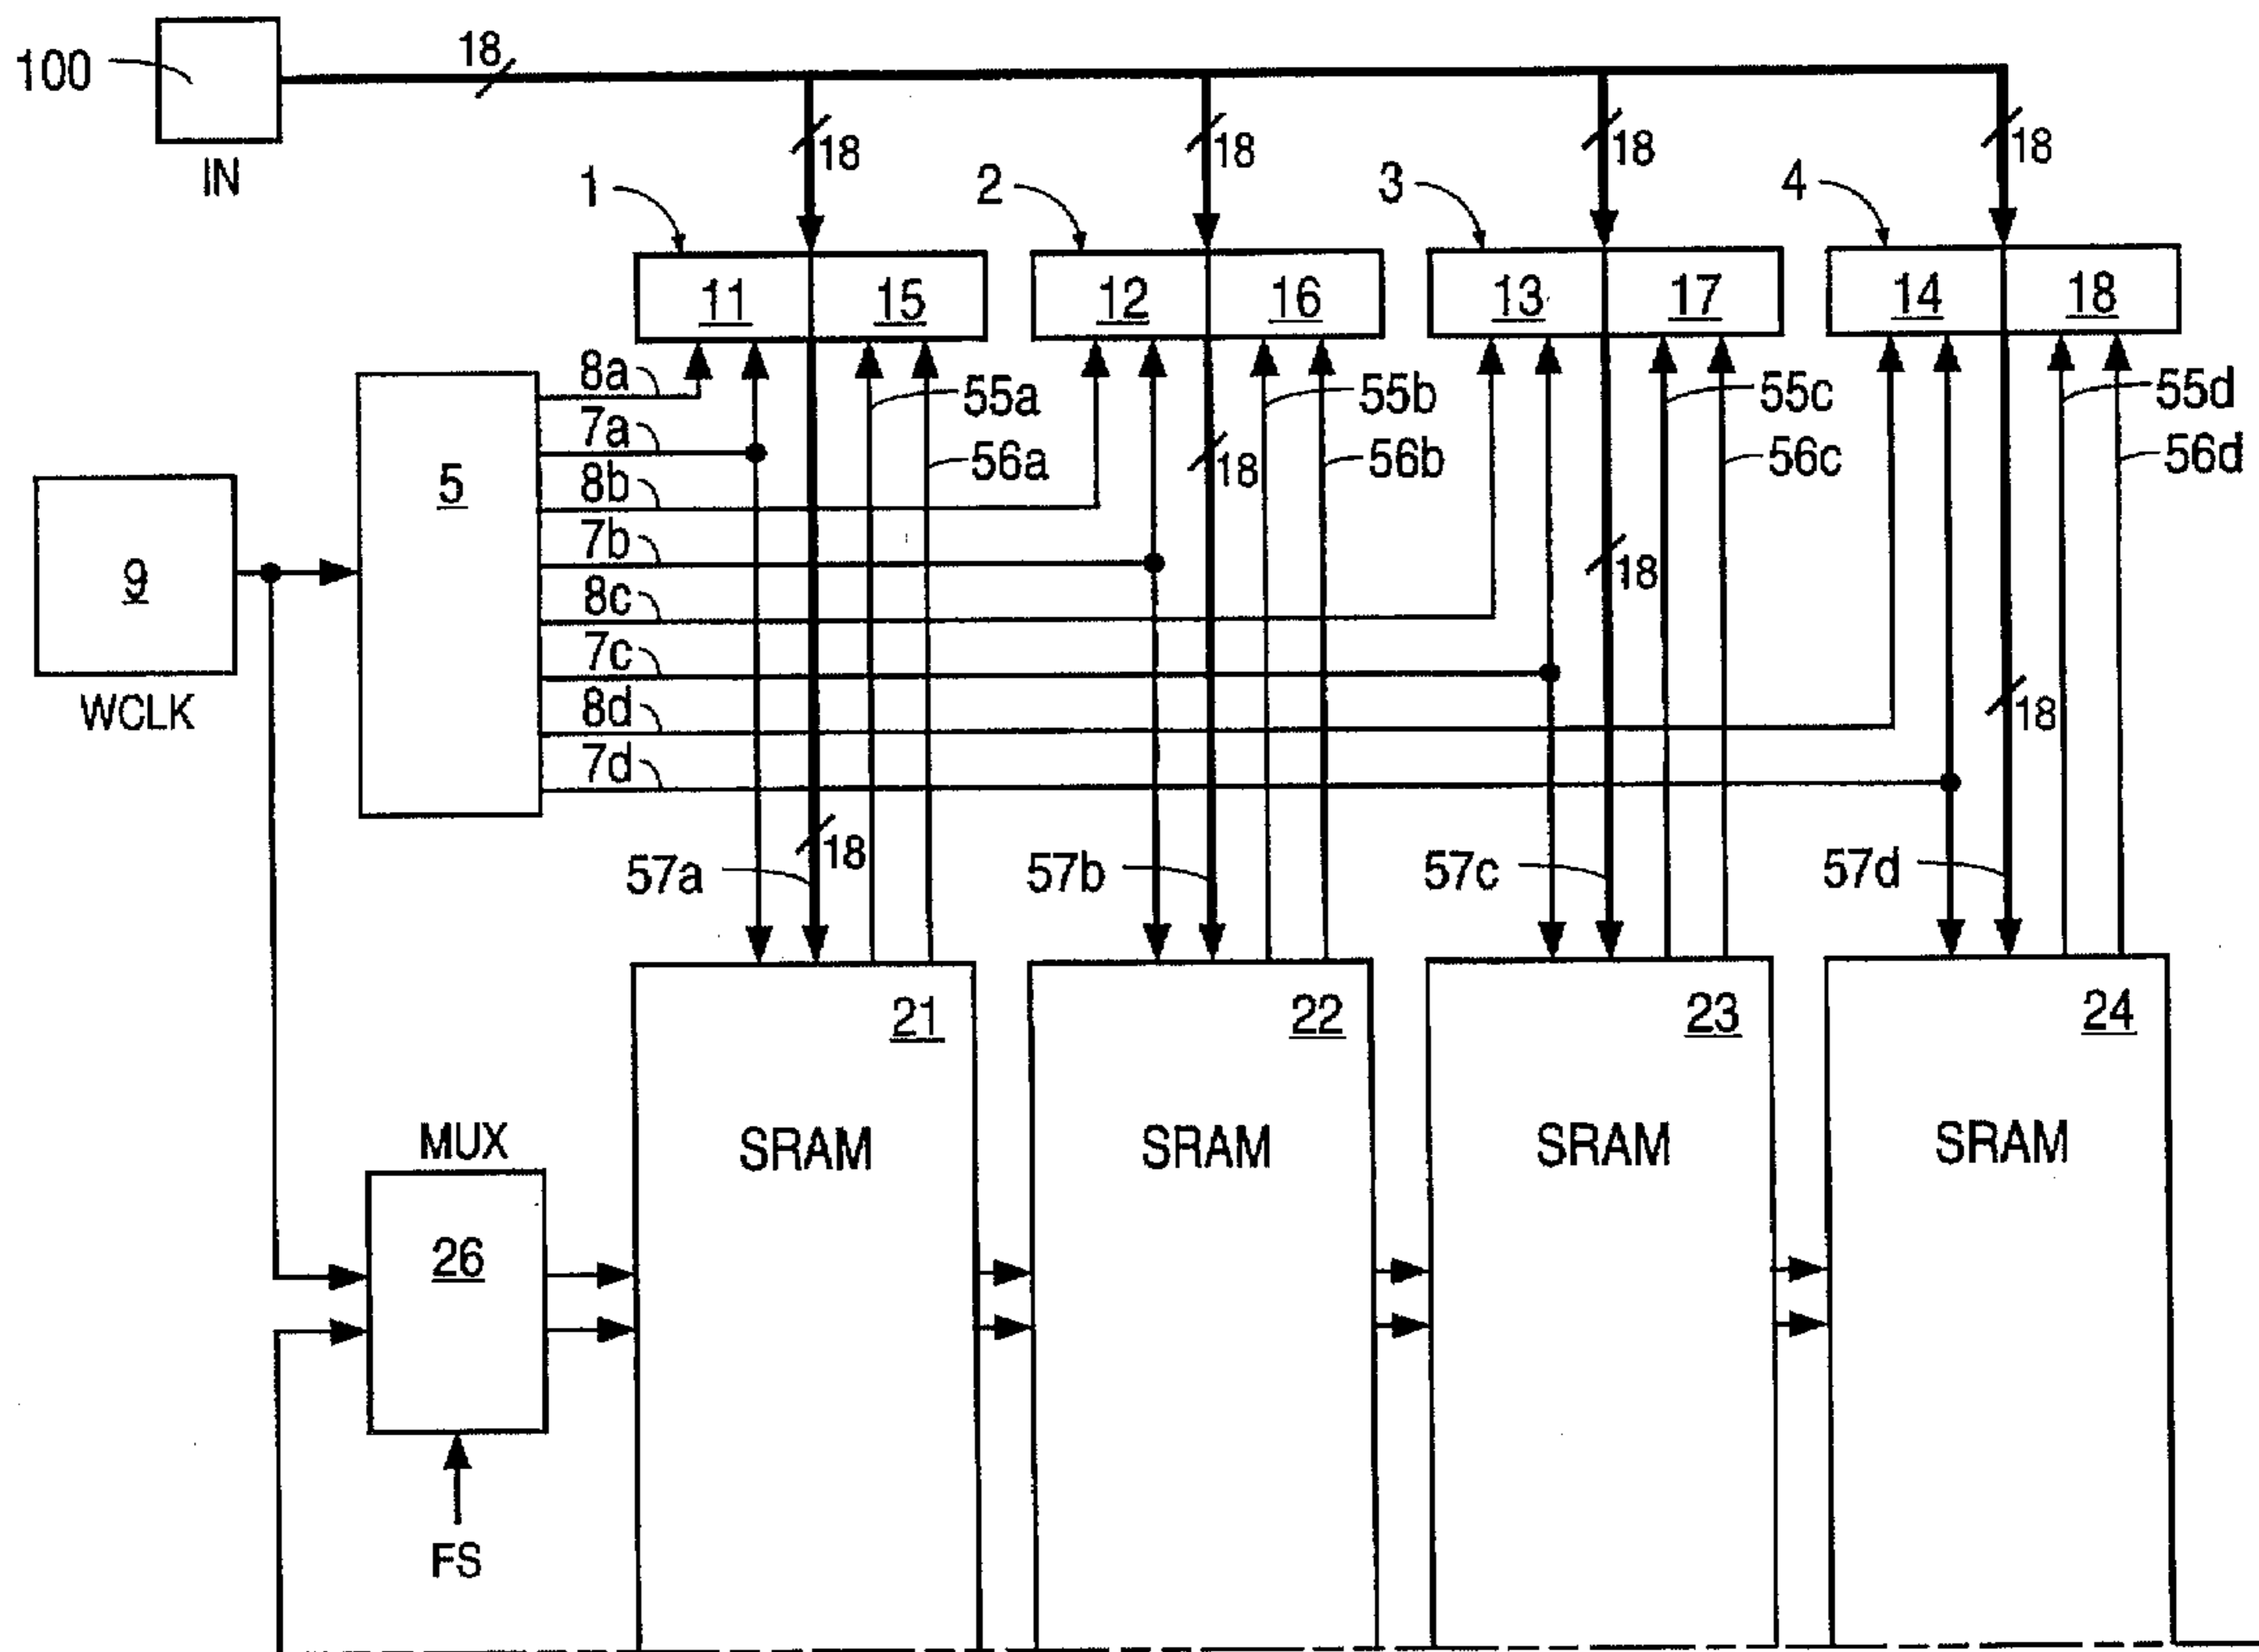 100
18
IN
18
18
18
18
1
2
3
4
11
15
12
16
13
17
14
18
8a
7a
8b
7b
8c
7c
8d
7d
5
9
WCLK
55a
56a
55b
56b
55c
56c
55d
56d
18
18
18
18
57a
57b
57c
57d
21
22
23
24
SRAM
SRAM
SRAM
SRAM
MUX
26
FS